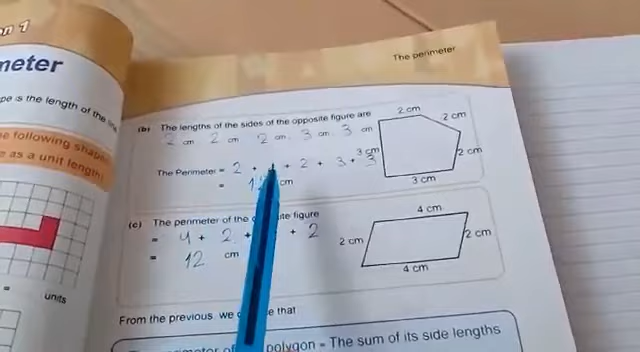 on 1
The perimeter
meter
pe is the length of the
e following shap
e as a unit length
units
(b) The lengths of the sides of the opposite figure are
2 cm 2 cm 2 cm 3 cm 3 cm
The Perimeter = 2 + + 2 + 3 + 3
= cm
2 cm
2 cm
2 cm
3 cm
3 cm
(c) The perimeter of the site figure
= 4 + 2 + + 2
= 12 cm
4 cm
2 cm
2 cm
4 cm
From the previous we that
polygon = The sum of its side lengths